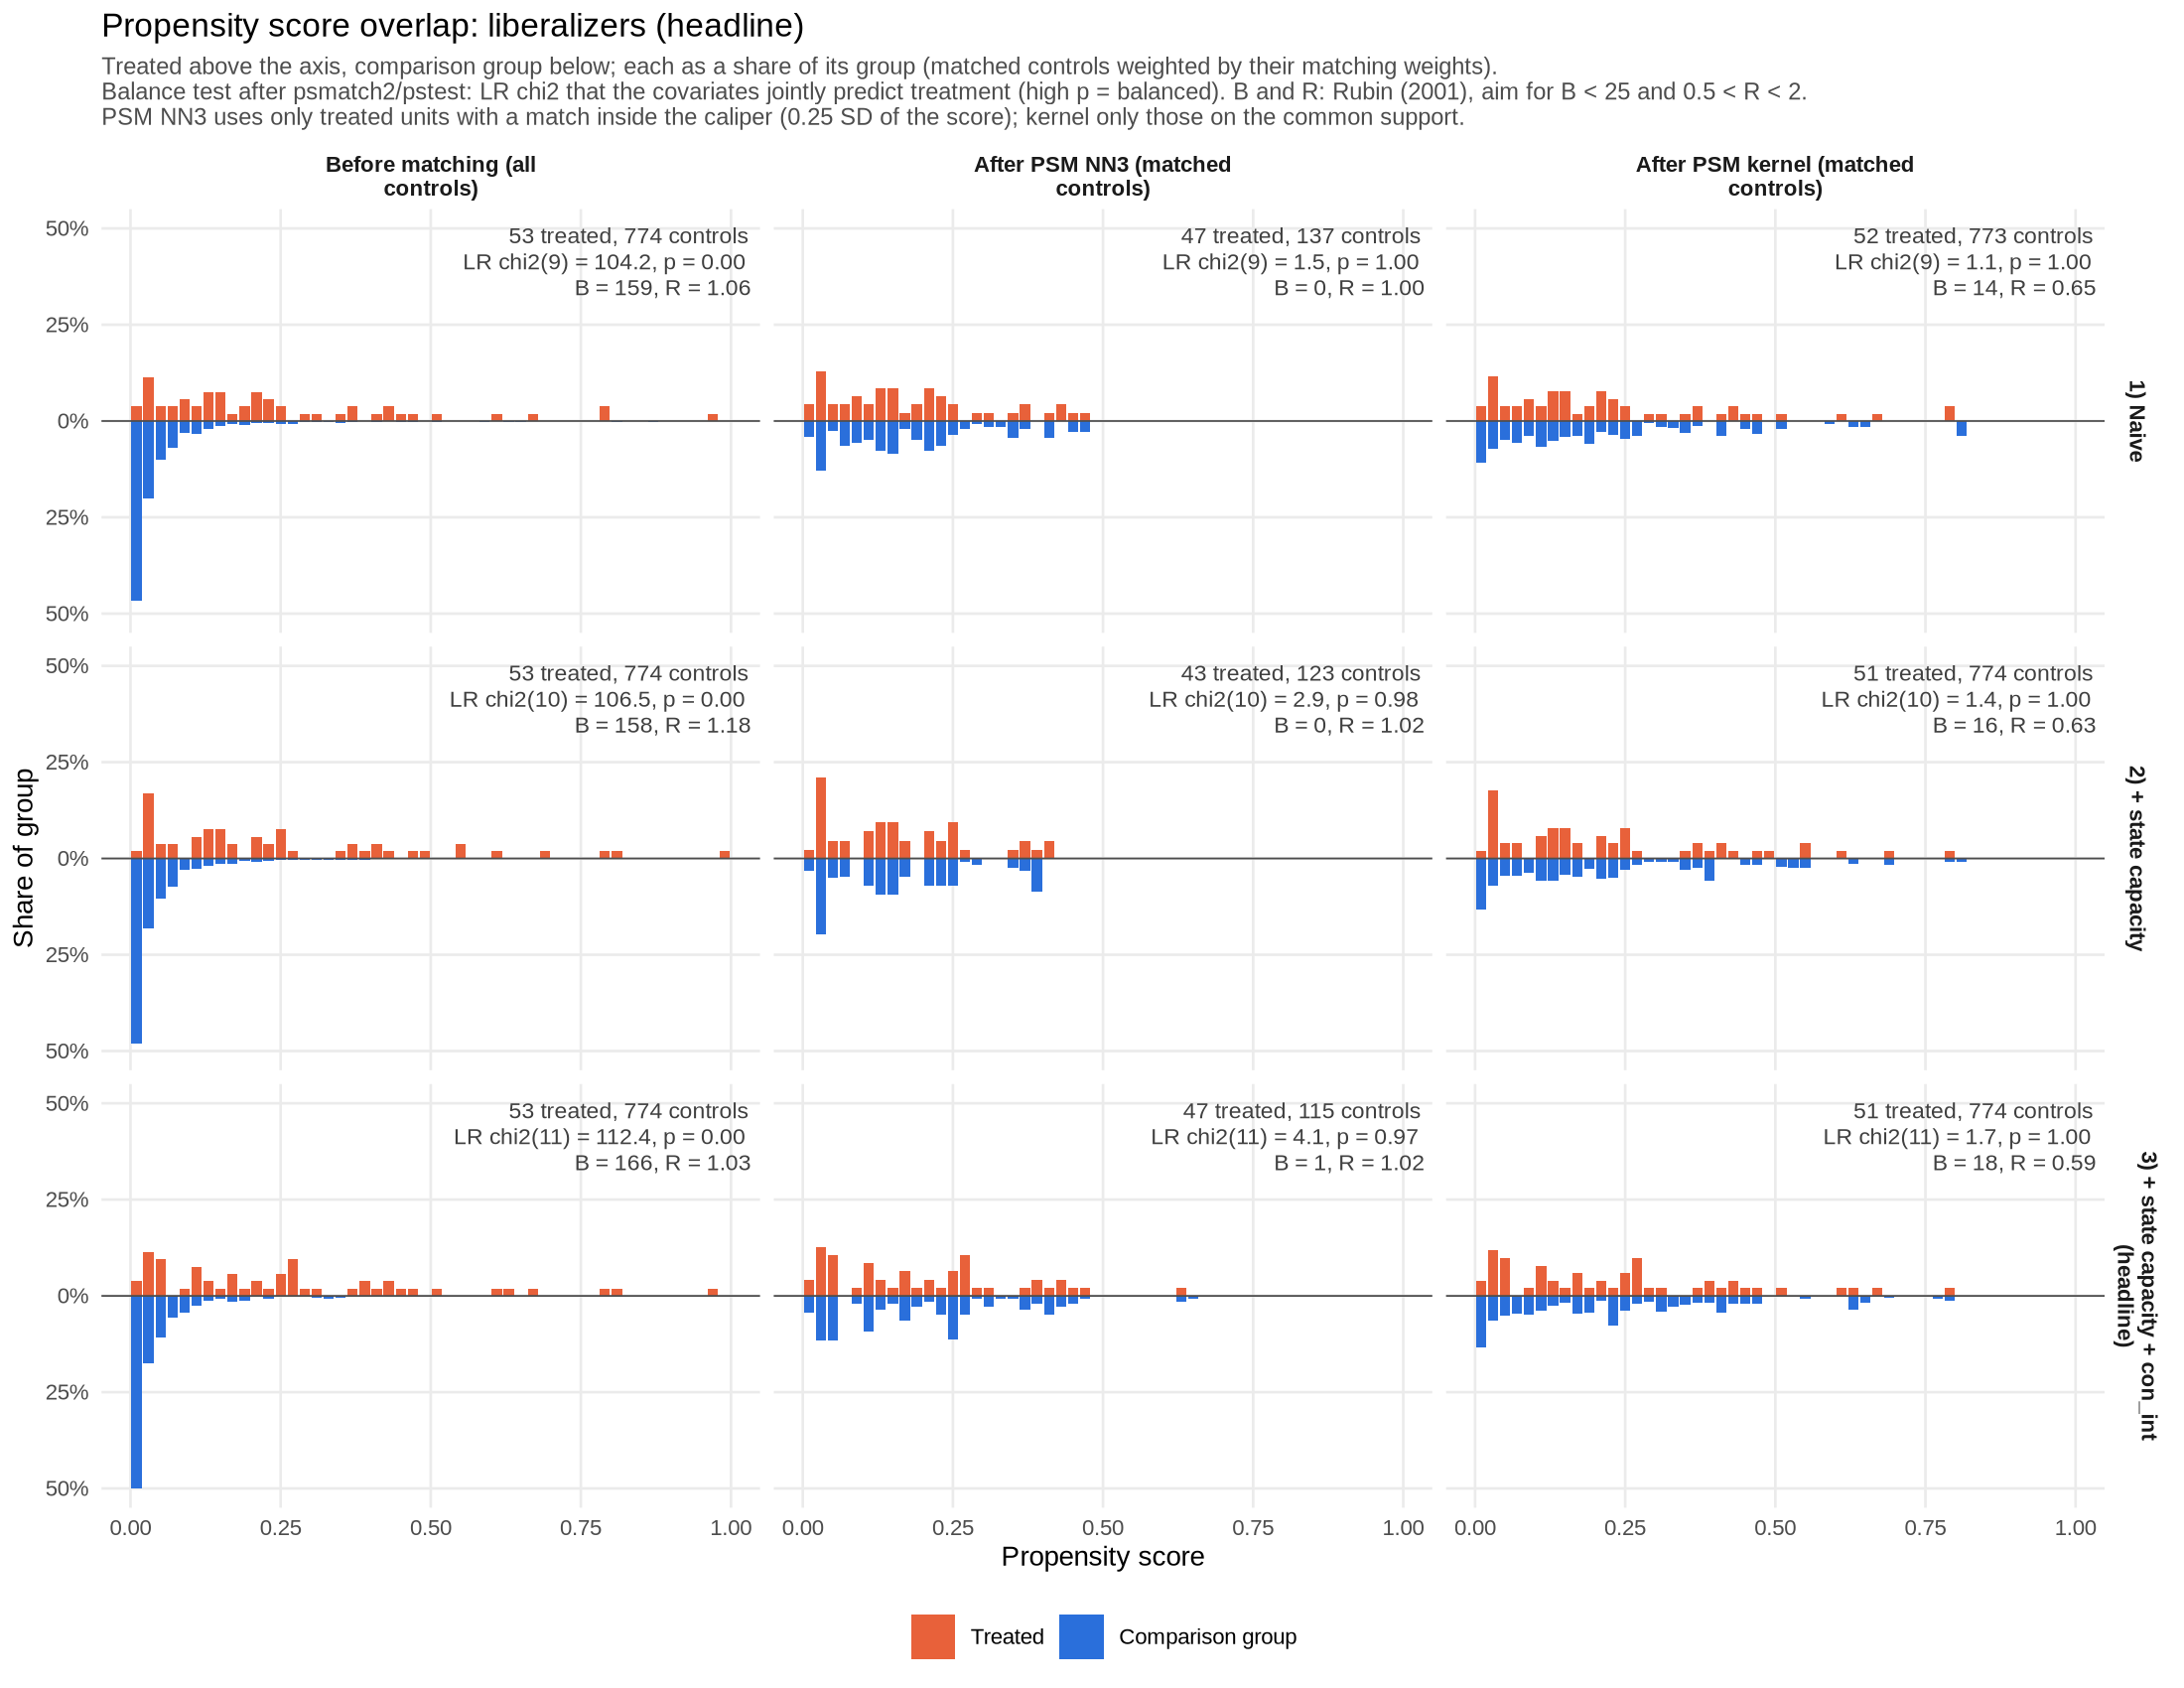 Propensity score overlap: liberalizers (headline)
Treated above the axis, comparison group below; each as a share of its group (matched controls weighted by their matching weights).
Balance test after psmatch2/pstest: LR chi2 that the covariates jointly predict treatment (high p = balanced). B and R: Rubin (2001), aim for B < 25 and 0.5 < R < 2.
PSM NN3 uses only treated units with a match inside the caliper (0.25 SD of the score); kernel only those on the common support.
Before matching (all
controls)
After PSM NN3 (matched
controls)
After PSM kernel (matched
controls)
50%
25%
0%
25%
50%
53 treated, 774 controls
LR chi2(9) = 104.2, p = 0.00
B = 159, R = 1.06
47 treated, 137 controls
LR chi2(9) = 1.5, p = 1.00
B = 0, R = 1.00
52 treated, 773 controls
LR chi2(9) = 1.1, p = 1.00
B = 14, R = 0.65
1) Naive
Share of group
50%
25%
0%
25%
50%
53 treated, 774 controls
LR chi2(10) = 106.5, p = 0.00
B = 158, R = 1.18
43 treated, 123 controls
LR chi2(10) = 2.9, p = 0.98
B = 0, R = 1.02
51 treated, 774 controls
LR chi2(10) = 1.4, p = 1.00
B = 16, R = 0.63
2) + state capacity
50%
25%
0%
25%
50%
53 treated, 774 controls
LR chi2(11) = 112.4, p = 0.00
B = 166, R = 1.03
47 treated, 115 controls
LR chi2(11) = 4.1, p = 0.97
B = 1, R = 1.02
51 treated, 774 controls
LR chi2(11) = 1.7, p = 1.00
B = 18, R = 0.59
3) + state capacity + con_int
(headline)
0.00 0.25 0.50 0.75 1.00
0.00 0.25 0.50 0.75 1.00
0.00 0.25 0.50 0.75 1.00
Propensity score
Treated
Comparison group